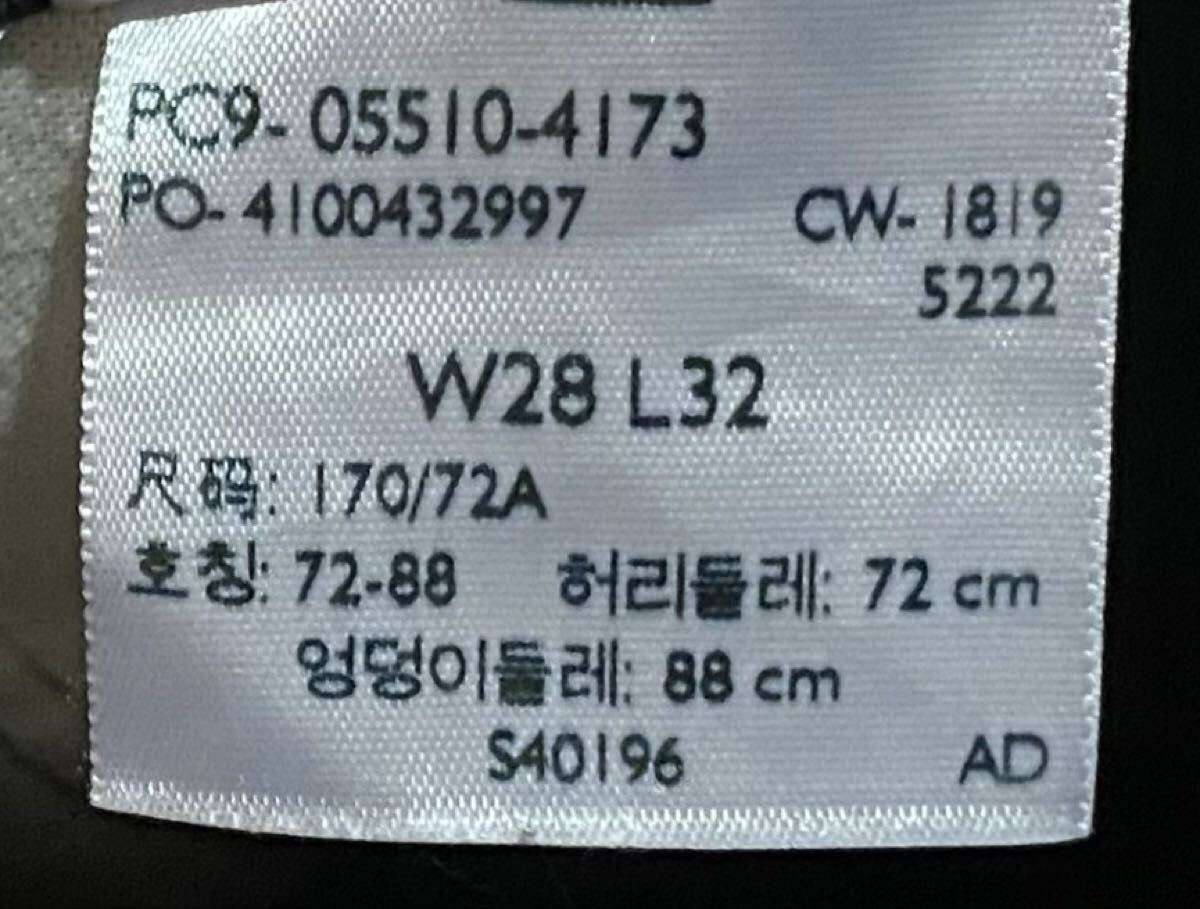 PC9- 05510-4173
PO- 4100432997 CW- 1819
5222
W28 L32
尺码: 170/72A
호칭: 72-88 허리둘레: 72 cm
엉덩이둘레: 88 cm
S40196 AD